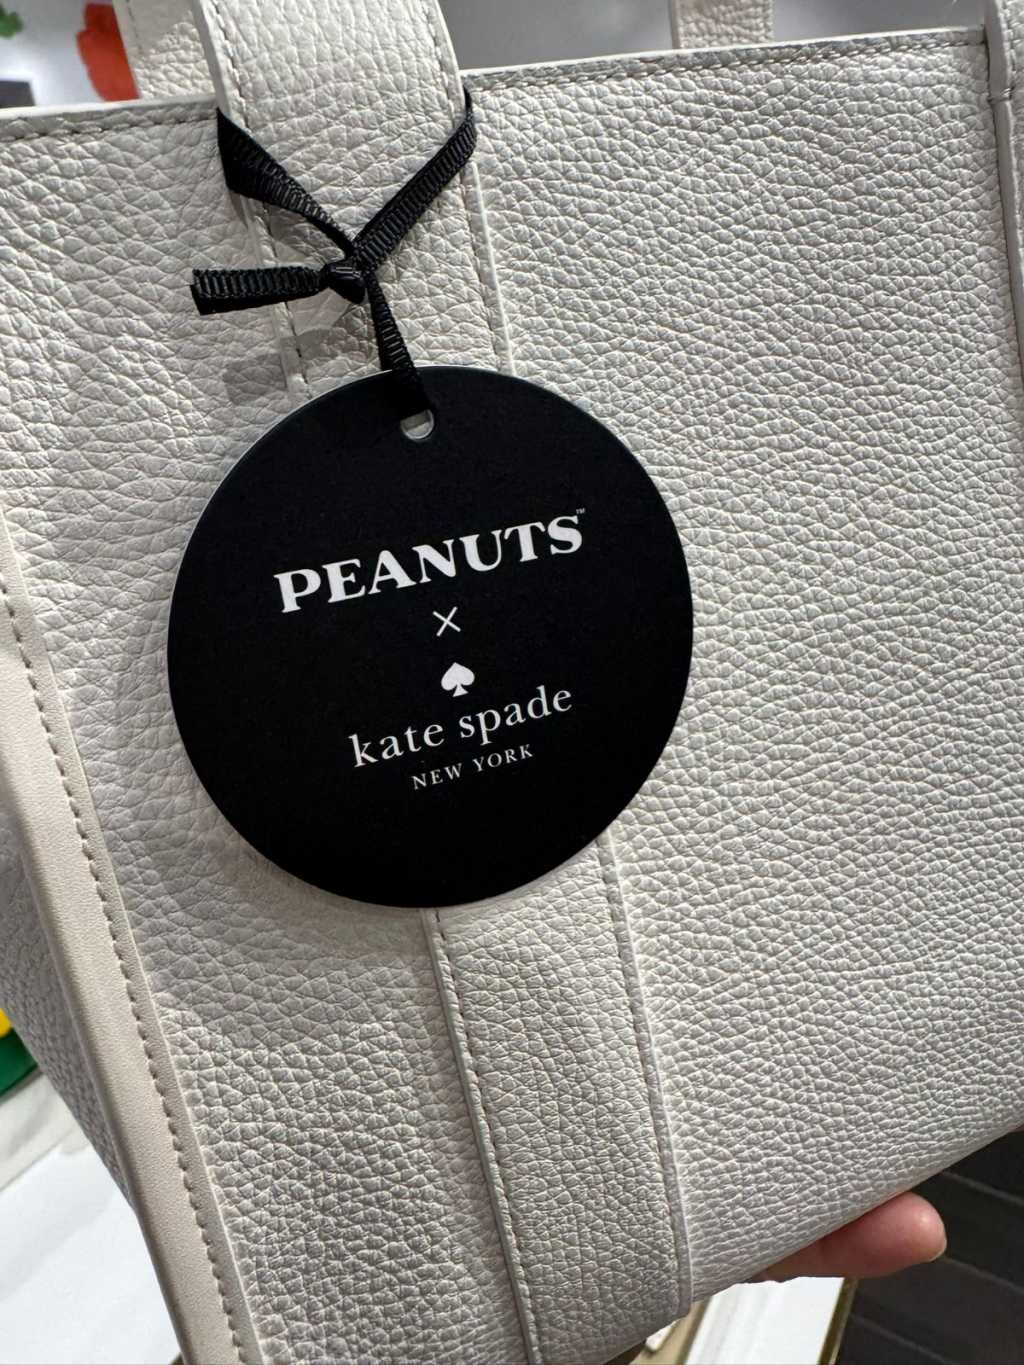 PEANUTS™
×
kate spade
NEW YORK